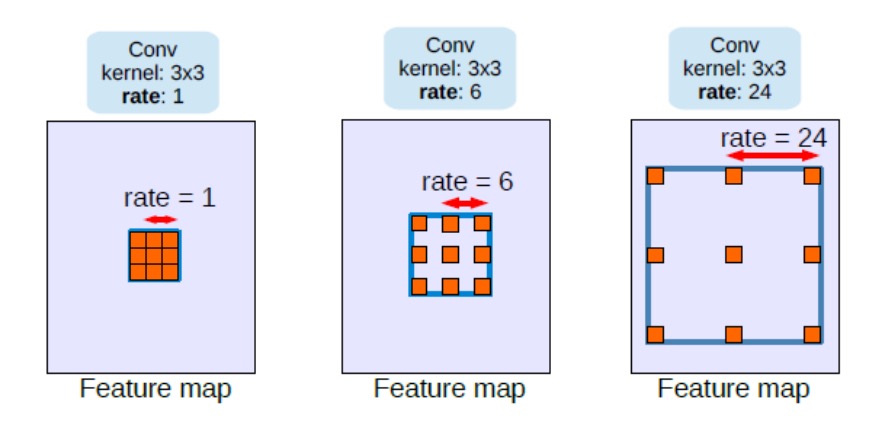 Conv
kernel: 3x3
rate: 1
Conv
kernel: 3x3
rate: 6
Conv
kernel: 3x3
rate: 24
rate = 1
rate = 6
rate = 24
Feature map
Feature map
Feature map